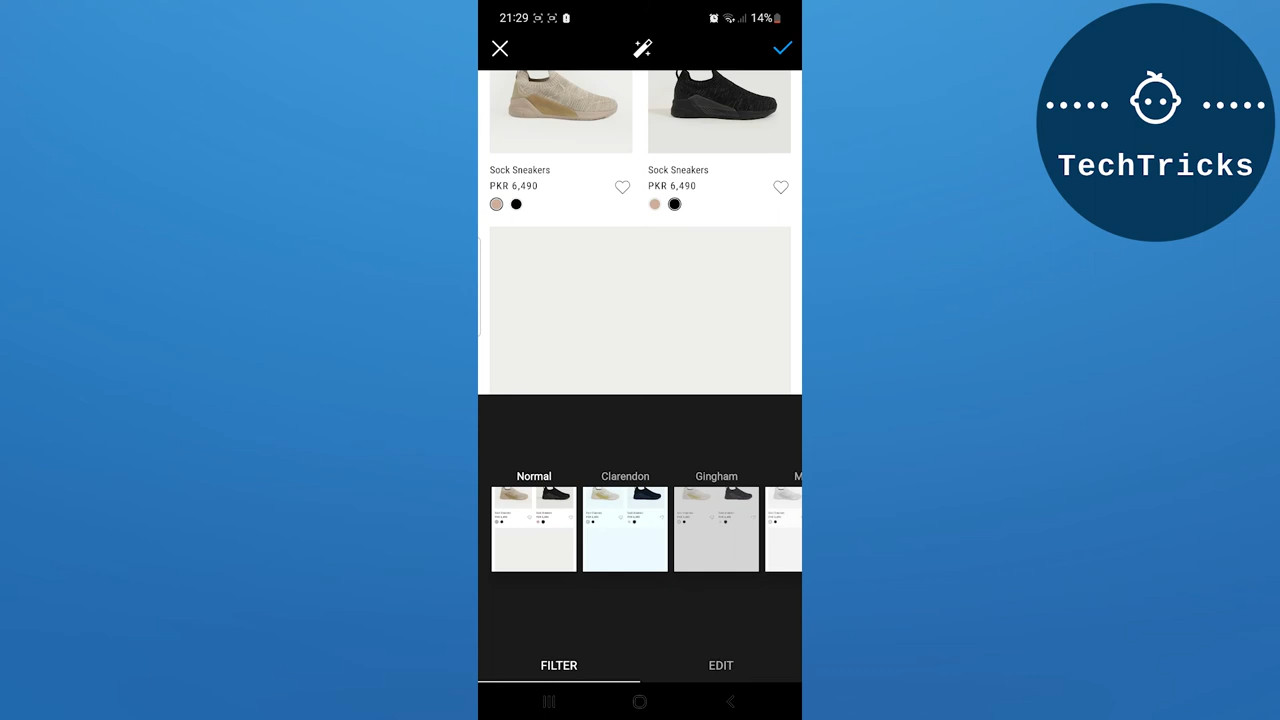 21:29
14%
TechTricks
Sock Sneakers
PKR 6,490
Sock Sneakers
PKR 6,490
Normal
Clarendon
Gingham
M
FILTER
EDIT